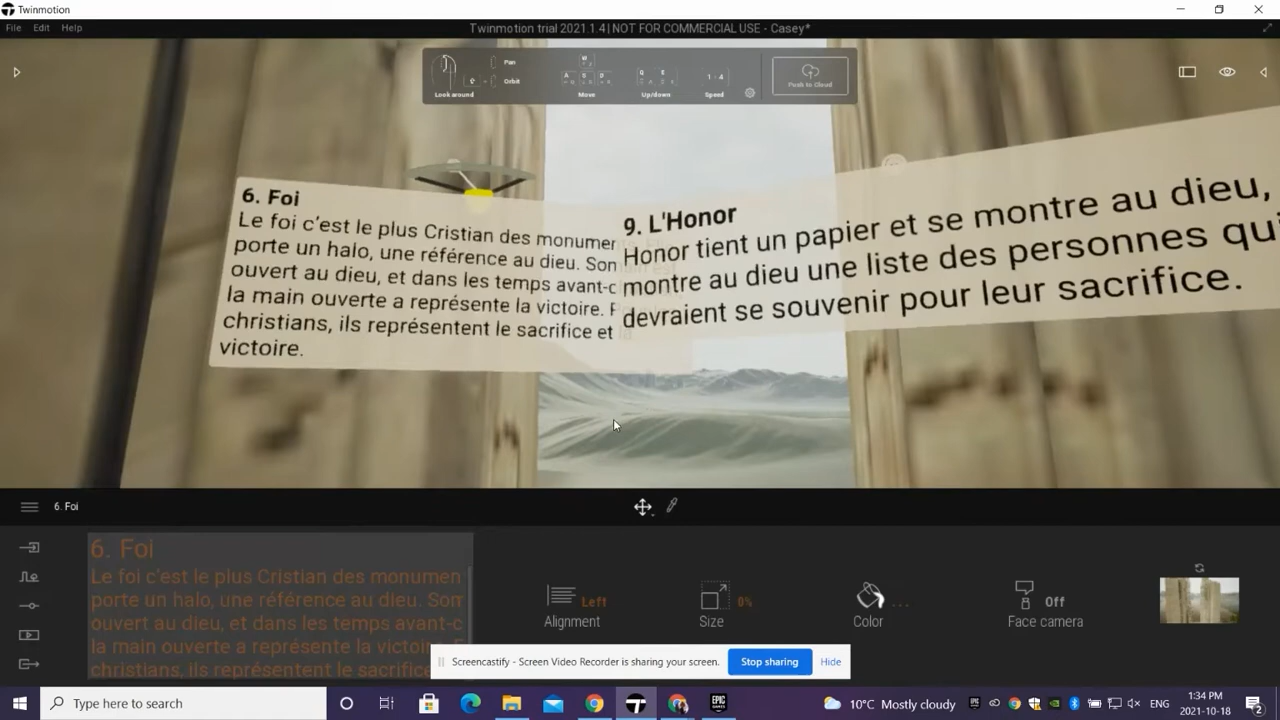 Twinmotion
File Edit Help
Twinmotion trial 2021.1.4 | NOT FOR COMMERCIAL USE - Casey*
Pan
Orbit
Look around
W
A S D
Move
Q E
Up/down
1 - 4
Speed
Push to Cloud
6. Foi
Le foi c'est le plus Cristian des monumen
porte un halo, une référence au dieu. Son
ouvert au dieu, et dans les temps avant-c
la main ouverte a représente la victoire. P
christians, ils représentent le sacrifice et la
victoire.
9. L'Honor
Honor tient un papier et se montre au dieu,
montre au dieu une liste des personnes qui
devraient se souvenir pour leur sacrifice.
6. Foi
6. Foi
Le foi c'est le plus Cristian des monumen
porte un halo, une référence au dieu. Som
ouvert au dieu, et dans les temps avant-c
la main ouverte a représente la victoire. F
christians, ils représentent le sacrifice
Left
Alignment
0%
Size
...
Color
Off
Face camera
Screencastify - Screen Video Recorder is sharing your screen.
Stop sharing
Hide
Type here to search
EPIC GAMES
10°C Mostly cloudy
ENG
1:34 PM
2021-10-18
2